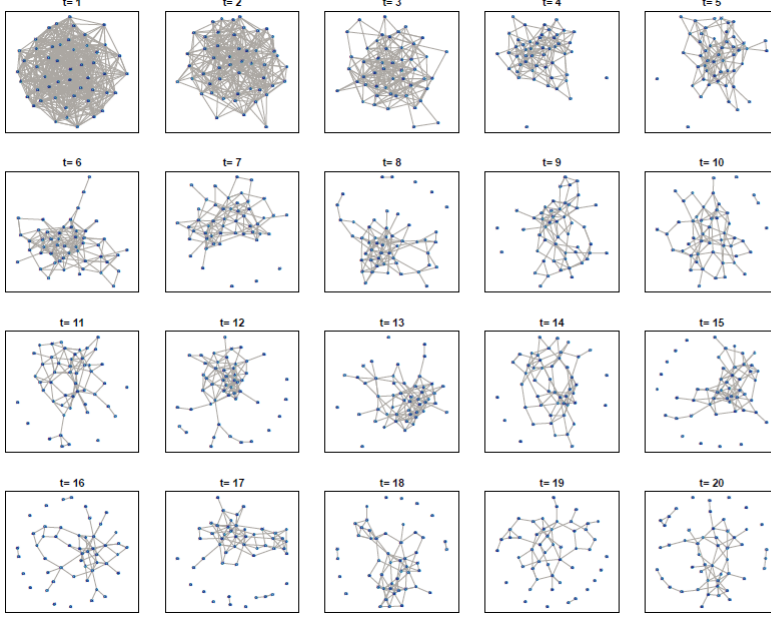 t= 1 t= 2 t= 3 t= 4 t= 5
t= 6 t= 7 t= 8 t= 9 t= 10
t= 11 t= 12 t= 13 t= 14 t= 15
t= 16 t= 17 t= 18 t= 19 t= 20